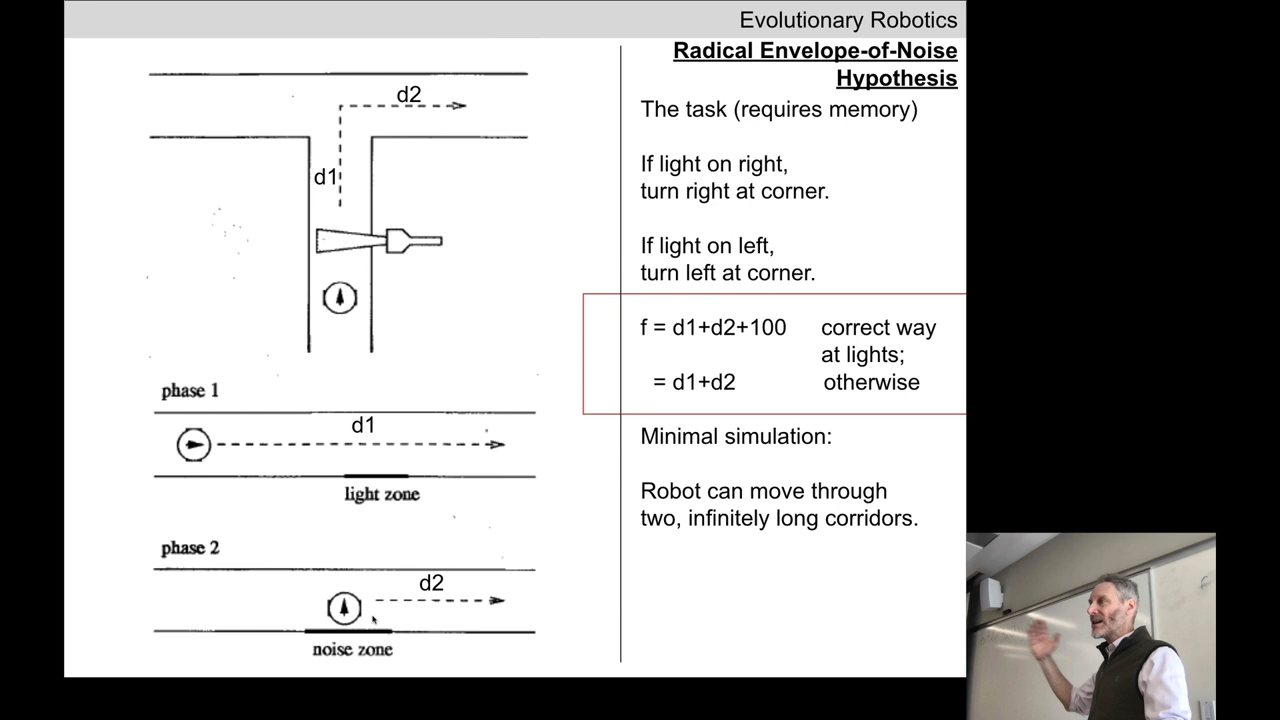 Evolutionary Robotics
Radical Envelope-of-Noise
Hypothesis
The task (requires memory)
If light on right,
turn right at corner.
If light on left,
turn left at corner.
f = d1+d2+100 correct way
at lights;
= d1+d2 otherwise
Minimal simulation:
Robot can move through
two, infinitely long corridors.
d2
d1
phase 1
d1
light zone
phase 2
d2
noise zone